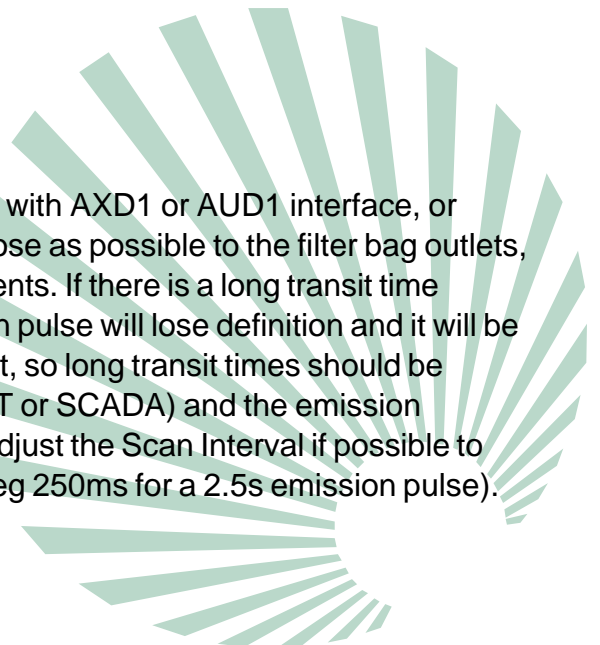 with AXD1 or AUD1 interface, or
ose as possible to the filter bag outlets,
ents. If there is a long transit time
n pulse will lose definition and it will be
t, so long transit times should be
T or SCADA) and the emission
djust the Scan Interval if possible to
eg 250ms for a 2.5s emission pulse).